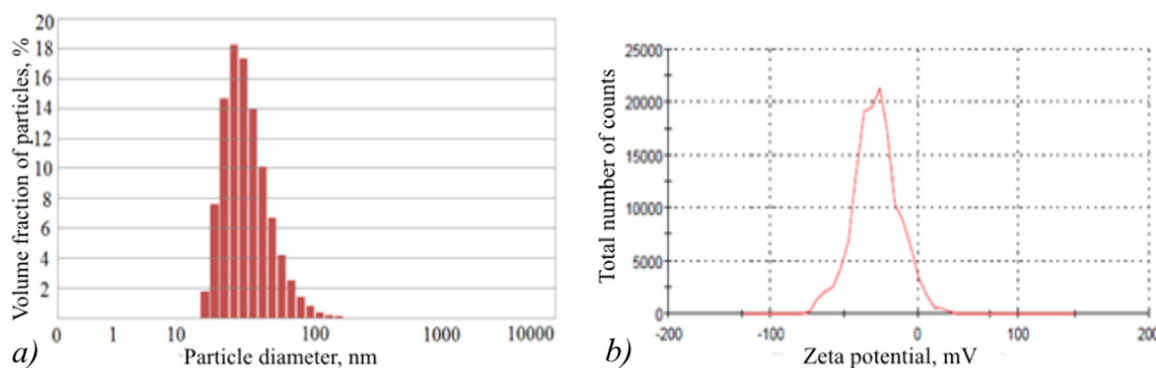 Volume fraction of particles, %
20
18
16
14
12
10
8
6
4
2
0 1 10 100 1000 10000
Particle diameter, nm
a)
Total number of counts
25000
20000
15000
10000
5000
0
-200 -100 0 100 200
Zeta potential, mV
b)